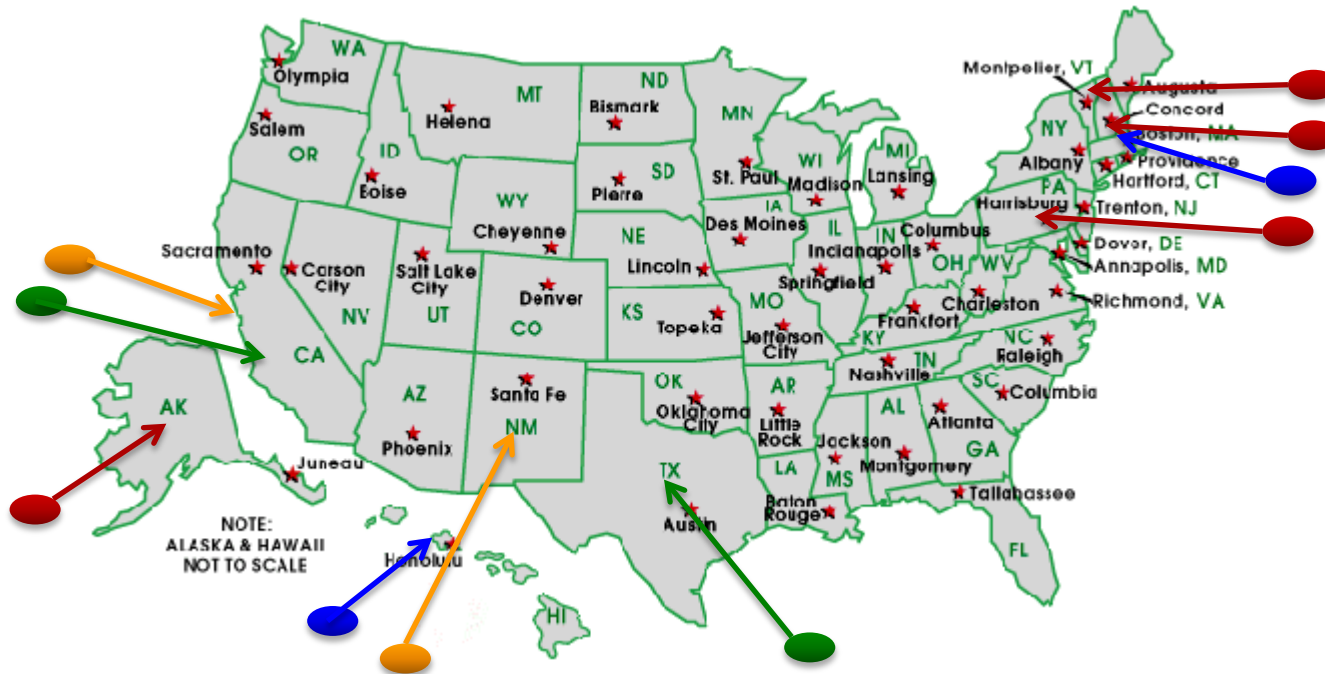 WA
Olympia
Salem
OR
ID
Boise
MT
Helena
ND
Bismark
SD
Pierre
WY
Cheyenne
NE
Lincoln
MN
St. Paul
WI
Madison
MI
Lansing
IA
Des Moines
IL
Springfield
IN
Indianapolis
Columbus
OH
WV
Charleston
Montpelier, VT
Augusta
Concord
Boston, MA
NY
Albany
Providence
Hartford, CT
PA
Harrisburg
Trenton, NJ
Dover, DE
Annapolis, MD
Richmond, VA
Sacramento
Carson
City
NV
CA
Salt Lake
City
UT
Denver
CO
KS
Topeka
MO
Jefferson
City
KY
Frankfort
TN
Nashville
NC
Raleigh
SC
Columbia
AZ
Phoenix
Santa Fe
NM
OK
Oklahoma
City
AR
Little
Rock
TX
Austin
LA
Baton
Rouge
Jackson
MS
AL
Montgomery
Atlanta
GA
Tallahassee
FL
AK
Juneau
NOTE:
ALASKA & HAWAII
NOT TO SCALE
Honolulu
HI